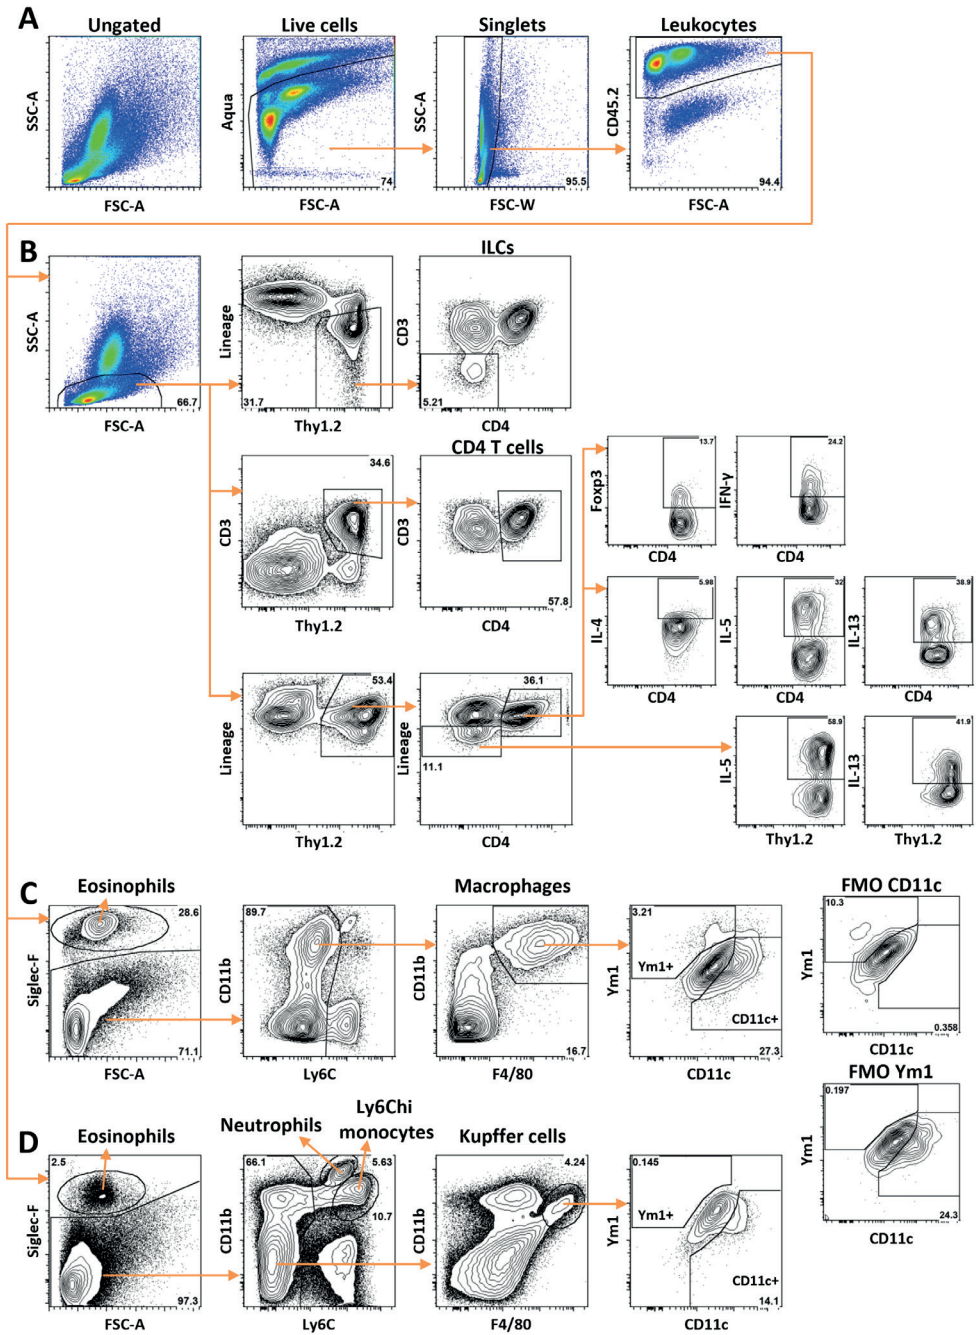 A
Ungated
Live cells
Singlets
Leukocytes
SSC-A
Aqua
SSC-A
CD45.2
74
95.5
94.4
FSC-A
FSC-A
FSC-W
FSC-A
B
ILCs
SSC-A
Lineage
CD3
66.7
31.7
5.21
FSC-A
Thy1.2
CD4
CD4 T cells
34.6
CD3
CD3
57.8
Thy1.2
CD4
13.7
24.2
Foxp3
IFN-γ
CD4
CD4
5.98
32
38.9
IL-4
IL-5
IL-13
CD4
CD4
CD4
53.4
36.1
Lineage
Lineage
11.1
Thy1.2
CD4
58.9
41.9
IL-5
IL-13
Thy1.2
Thy1.2
C
Eosinophils
Macrophages
FMO CD11c
28.6
89.7
3.21
10.3
Siglec-F
CD11b
CD11b
Ym1
Ym1+
Ym1
CD11c+
71.1
16.7
27.3
0.358
FSC-A
Ly6C
F4/80
CD11c
CD11c
FMO Ym1
0.197
Ym1
24.3
CD11c
D
Eosinophils
Neutrophils
Ly6Chi
monocytes
Kupffer cells
2.5
66.1
5.63
4.24
0.145
Siglec-F
CD11b
10.7
CD11b
Ym1
Ym1+
CD11c+
97.3
14.1
FSC-A
Ly6C
F4/80
CD11c